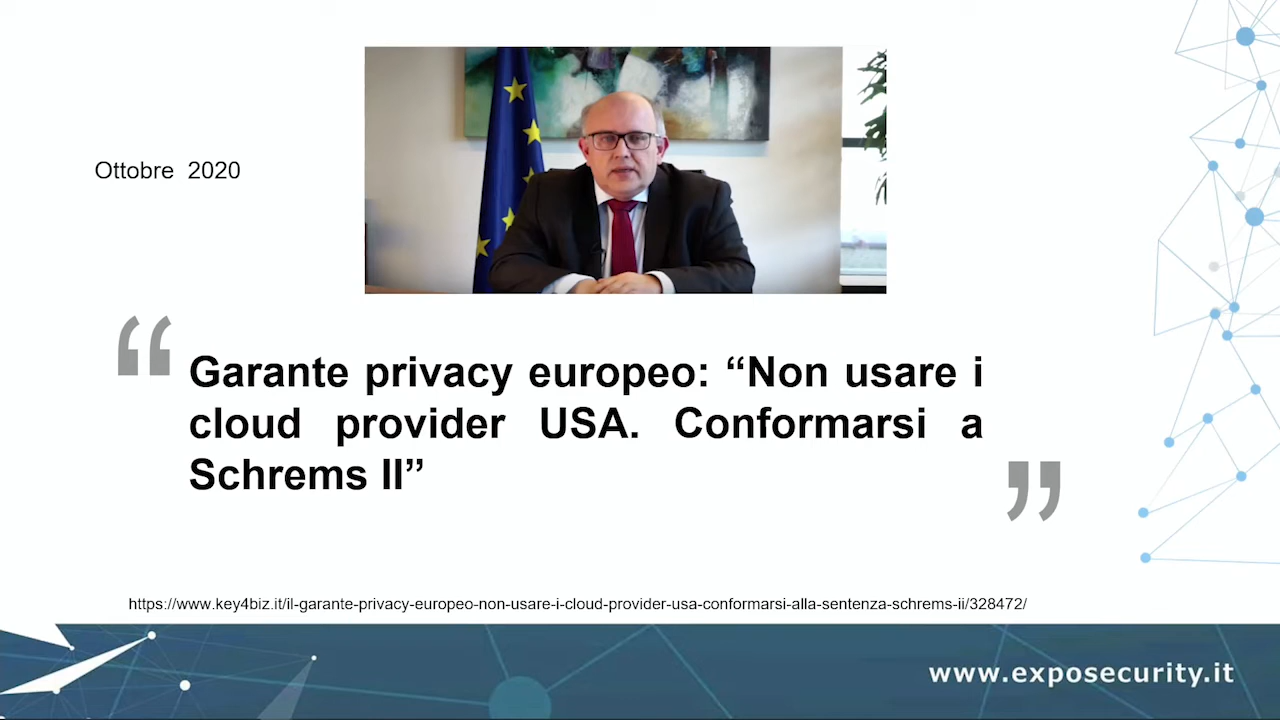 Ottobre 2020
“
Garante privacy europeo: “Non usare i
cloud provider USA. Conformarsi a
Schrems II”
”
https://www.key4biz.it/il-garante-privacy-europeo-non-usare-i-cloud-provider-usa-conformarsi-alla-sentenza-schrems-ii/328472/
www.exposecurity.it